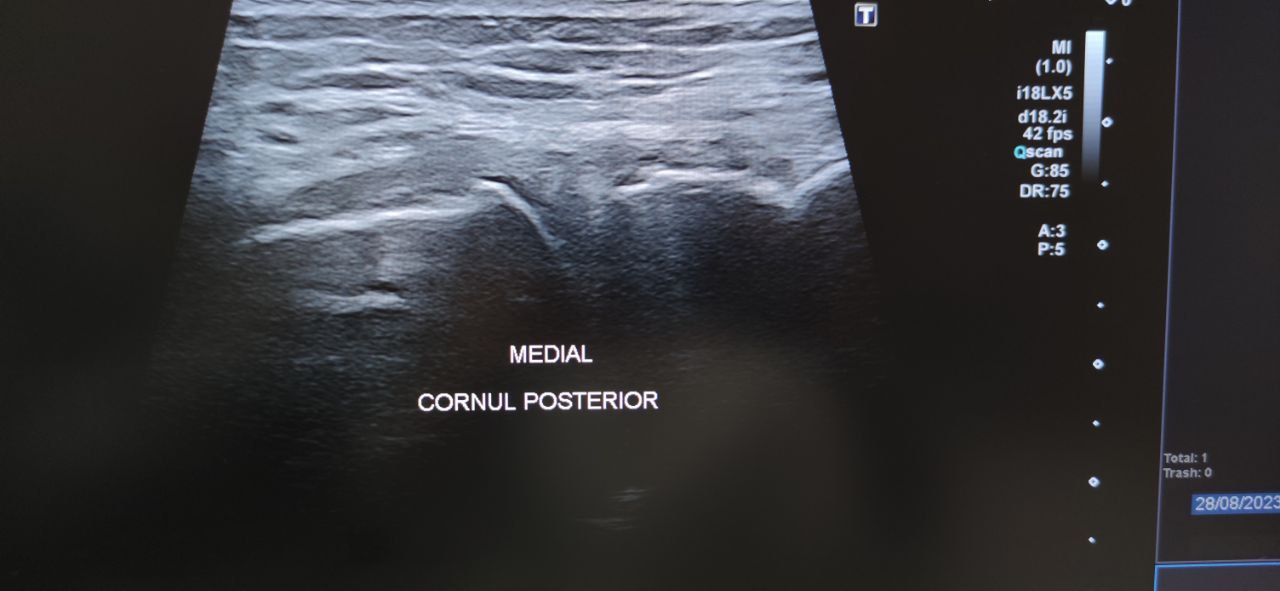 T
MI
(1.0)
i18LX5
d18.2i
42 fps
Qscan
G:85
DR:75
A:3
P:5
MEDIAL
CORNUL POSTERIOR
Total: 1
Trash: 0
28/08/2023